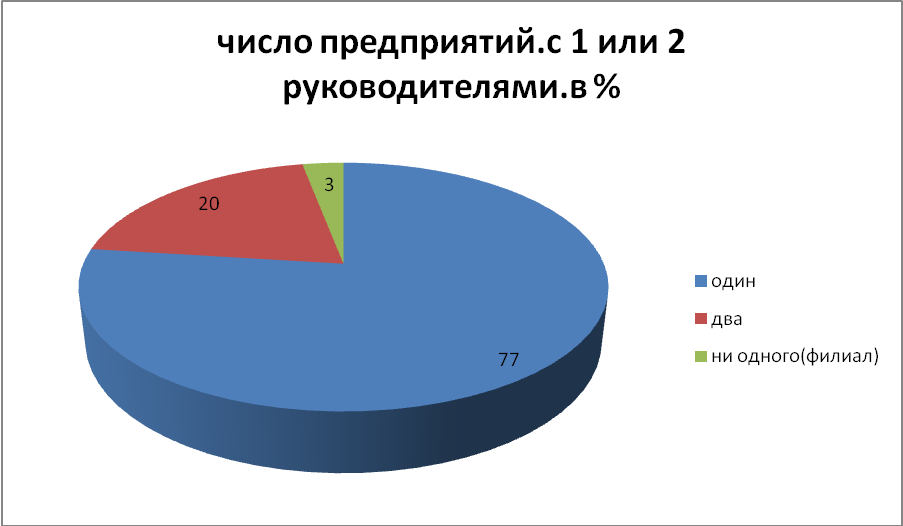 число предприятий.с 1 или 2
руководителями.в %
3
20
77
один
два
ни одного(филиал)